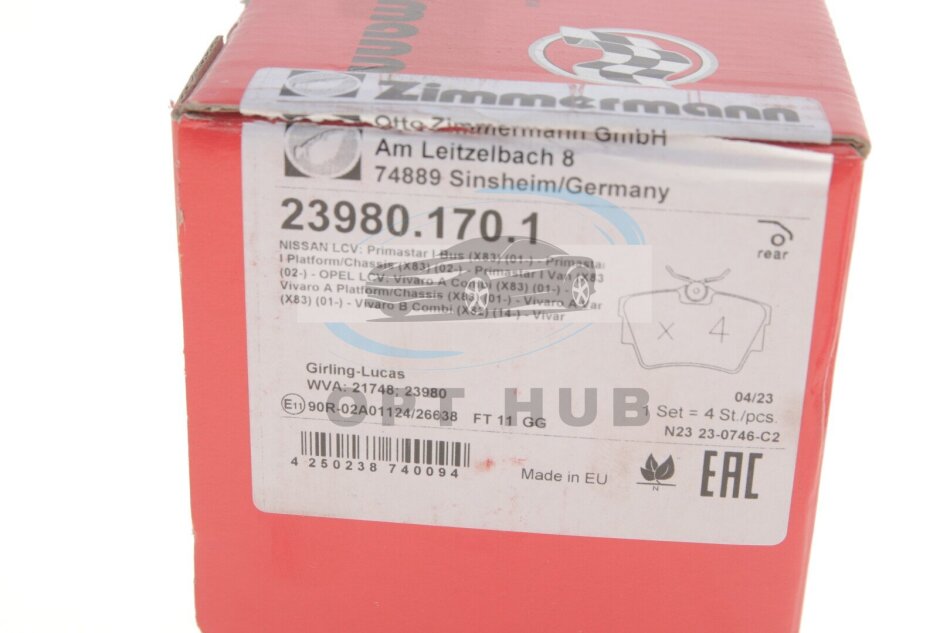 Zimmermann
Otto Zimmermann GmbH
Am Leitzelbach 8
74889 Sinsheim/Germany
23980.170.1
rear
NISSAN LCV: Primastar I Bus (X83) (01-) - Primastar
I Platform/Chassis (X83) (02-) - Primastar I Van (X83)
(02-) - OPEL LCV: Vivaro A Combi (X83) (01-) -
Vivaro A Platform/Chassis (X83) (01-) - Vivaro A Van
(X83) (01-) - Vivaro B Combi (X82) (14-) - Vivar
x 4
Girling-Lucas
WVA: 21748; 23980
OPT HUB
04/23
1 Set = 4 St./pcs.
E11 90R-02A01124/26638 FT 11 GG
N23 23-0746-C2
4 250238 740094
Made in EU
N
EAC